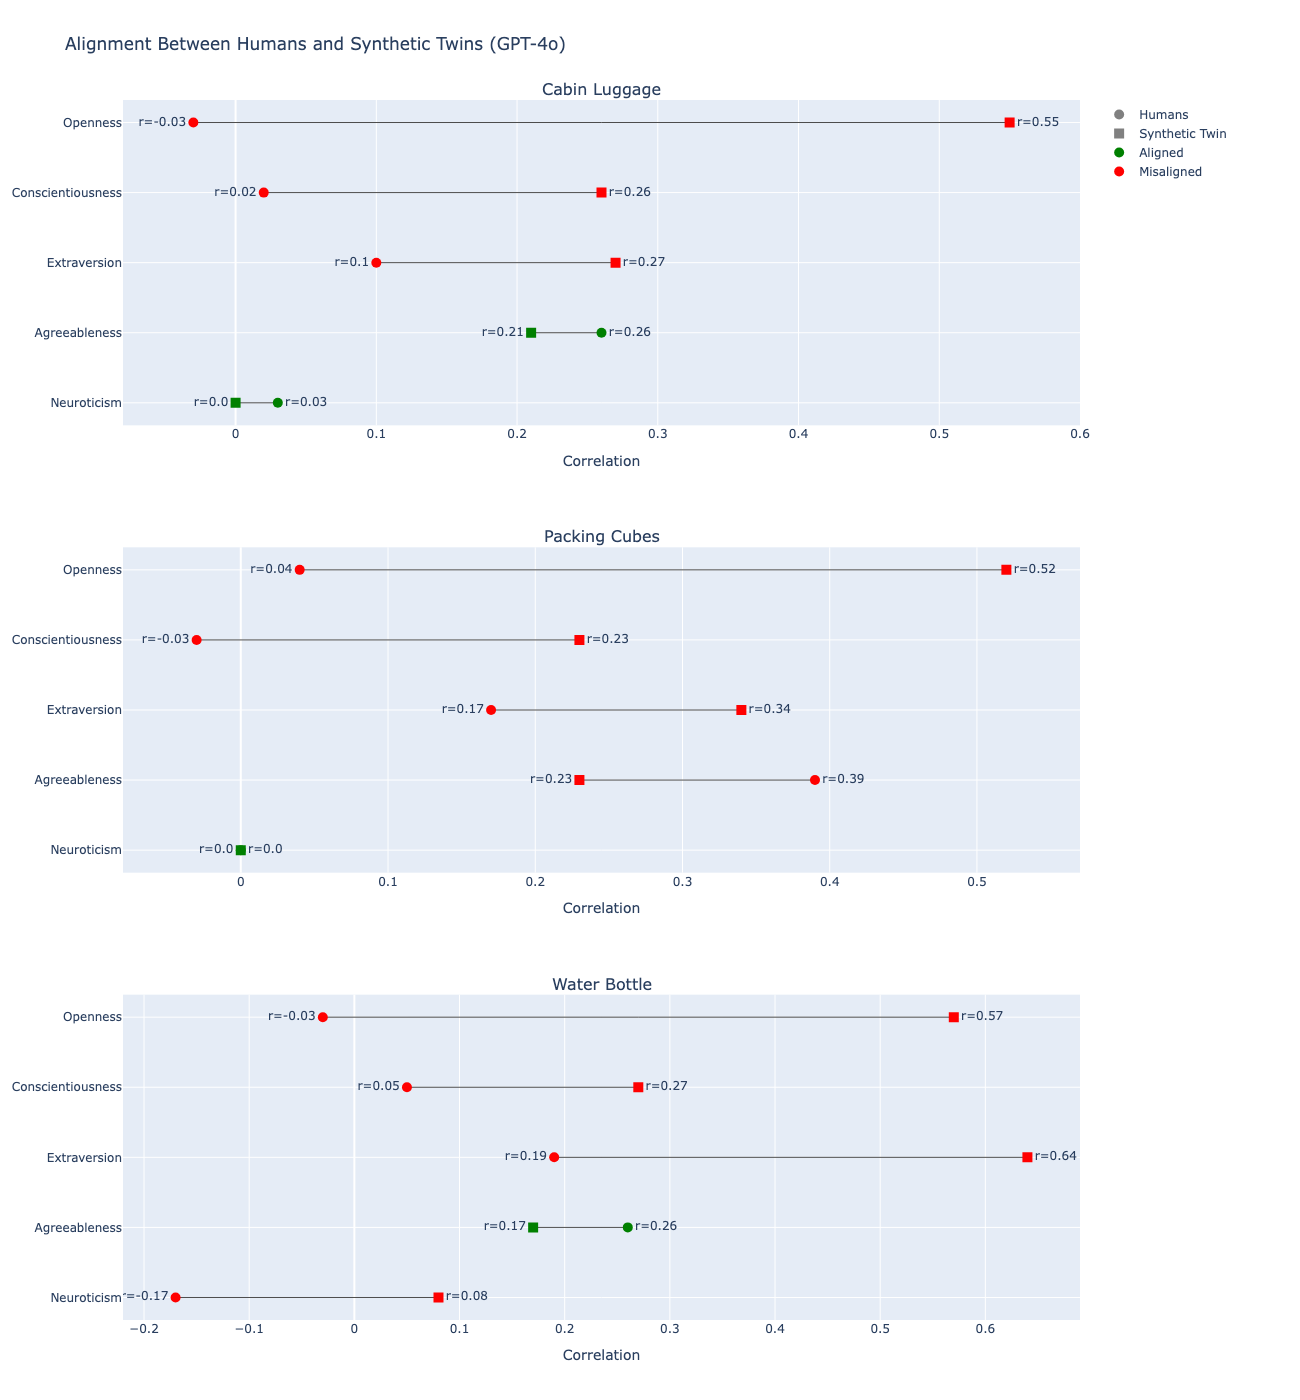 Alignment Between Humans and Synthetic Twins (GPT-4o)
Cabin Luggage
Humans
Synthetic Twin
Aligned
Misaligned
Openness r=-0.03 r=0.55
Conscientiousness r=0.02 r=0.26
Extraversion r=0.1 r=0.27
Agreeableness r=0.21 r=0.26
Neuroticism r=0.0 r=0.03
0 0.1 0.2 0.3 0.4 0.5 0.6
Correlation
Packing Cubes
Openness r=0.04 r=0.52
Conscientiousness r=-0.03 r=0.23
Extraversion r=0.17 r=0.34
Agreeableness r=0.23 r=0.39
Neuroticism r=0.0 r=0.0
0 0.1 0.2 0.3 0.4 0.5
Correlation
Water Bottle
Openness r=-0.03 r=0.57
Conscientiousness r=0.05 r=0.27
Extraversion r=0.19 r=0.64
Agreeableness r=0.17 r=0.26
Neuroticism r=-0.17 r=0.08
−0.2 −0.1 0 0.1 0.2 0.3 0.4 0.5 0.6
Correlation